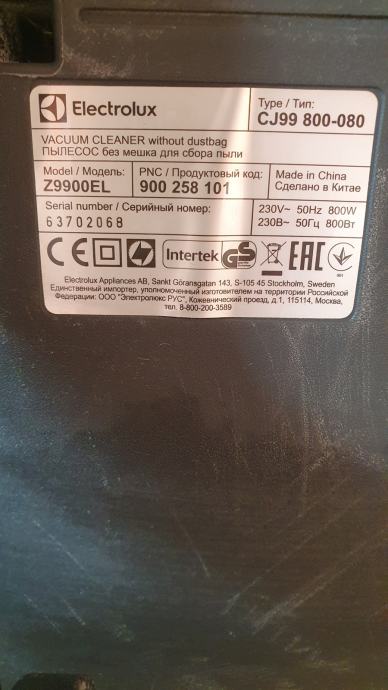 Electrolux
Type / Тип:
CJ99 800-080
VACUUM CLEANER without dustbag
ПЫЛЕСОС без мешка для сбора пыли
Model / Модель:
Z9900EL
PNC / Продуктовый код:
900 258 101
Made in China
Сделано в Китае
Serial number / Серийный номер:
63702068
230V~ 50Hz 800W
230В~ 50Гц 800Вт
CE
Intertek
GS
EAC
Electrolux Appliances AB, Sankt Göransgatan 143, S-105 45 Stockholm, Sweden
Единственный импортер, уполномоченный изготовителем на территории Российской
Федерации: ООО "Электролюкс РУС", Кожевнический проезд, д.1, 115114, Москва,
тел. 8-800-200-3589